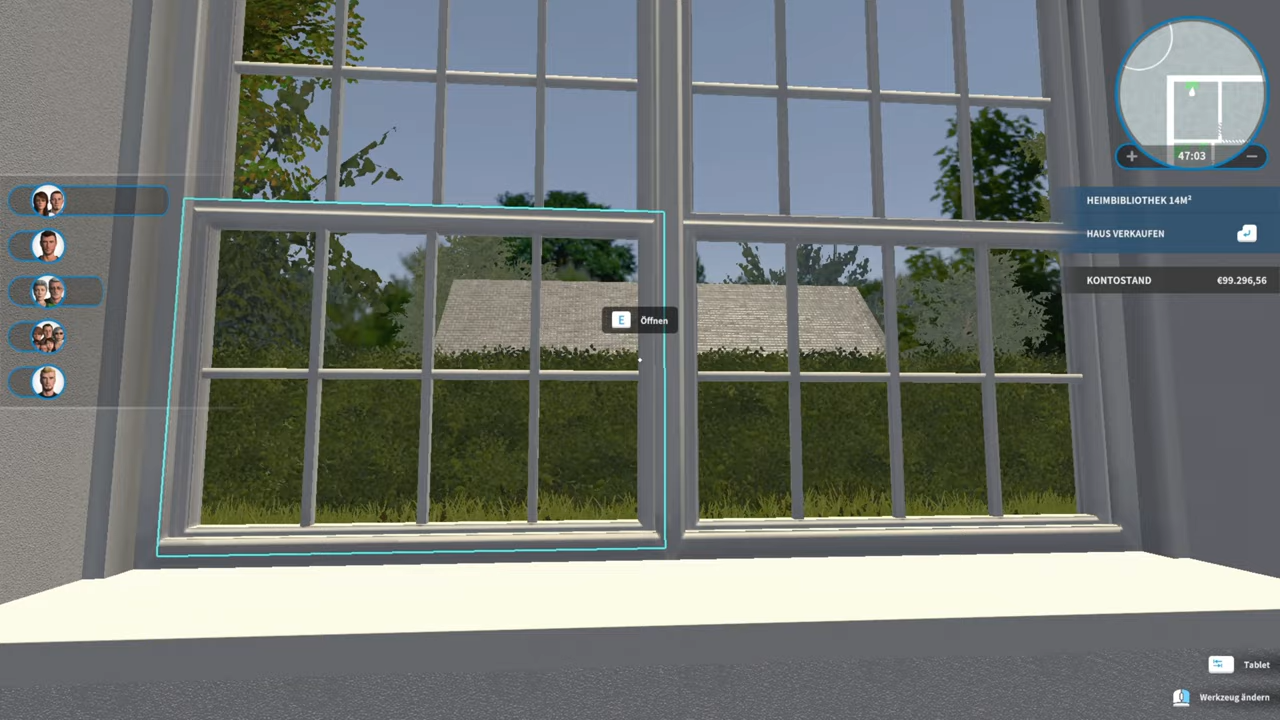 47:03
HEIMBIBLIOTHEK 14M²
HAUS VERKAUFEN
KONTOSTAND €99.296,56
E Öffnen
Tablet
Werkzeug ändern